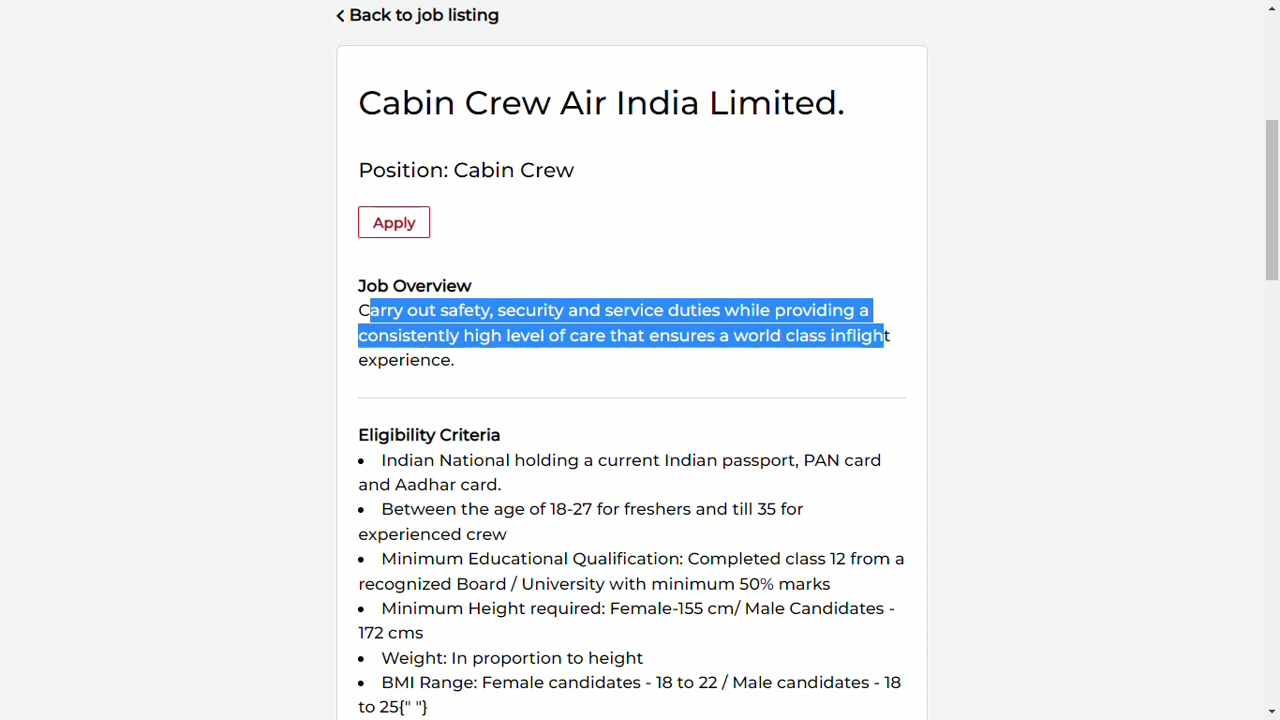 Back to job listing
Cabin Crew Air India Limited.
Position: Cabin Crew
Apply
Job Overview
Carry out safety, security and service duties while providing a
consistently high level of care that ensures a world class inflight
experience.
Eligibility Criteria
• Indian National holding a current Indian passport, PAN card
and Aadhar card.
• Between the age of 18-27 for freshers and till 35 for
experienced crew
• Minimum Educational Qualification: Completed class 12 from a
recognized Board / University with minimum 50% marks
• Minimum Height required: Female-155 cm/ Male Candidates -
172 cms
• Weight: In proportion to height
• BMI Range: Female candidates - 18 to 22 / Male candidates - 18
to 25{" "}